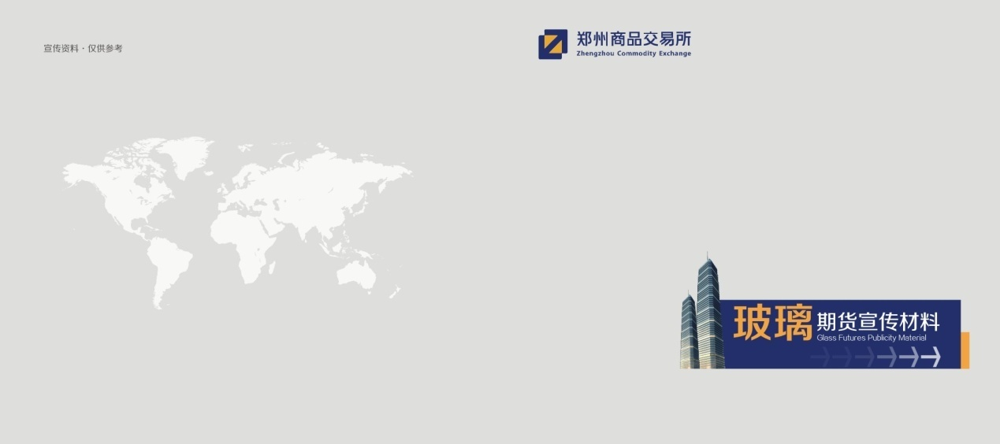 宣传资料·仅供参考
郑州商品交易所
Zhengzhou Commodity Exchange
玻璃期货宣传材料
Glass Futures Publicity Material